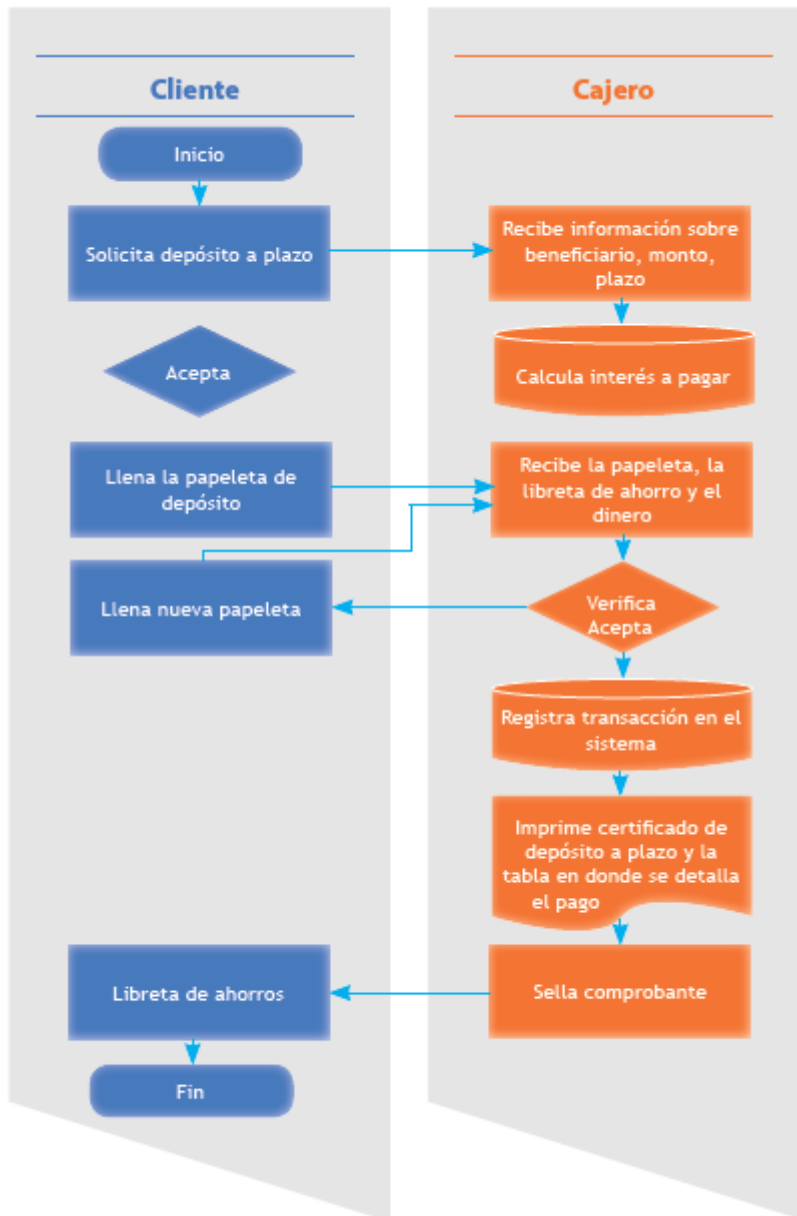 Cliente
Cajero
Inicio
Solicita depósito a plazo
Recibe información sobre
beneficiario, monto,
plazo
Acepta
Calcula interés a pagar
Llena la papeleta de
depósito
Recibe la papeleta, la
libreta de ahorro y el
dinero
Llena nueva papeleta
Verifica
Acepta
Registra transacción en el
sistema
Imprime certificado de
depósito a plazo y la
tabla en donde se detalla
el pago
Libreta de ahorros
Sella comprobante
Fin